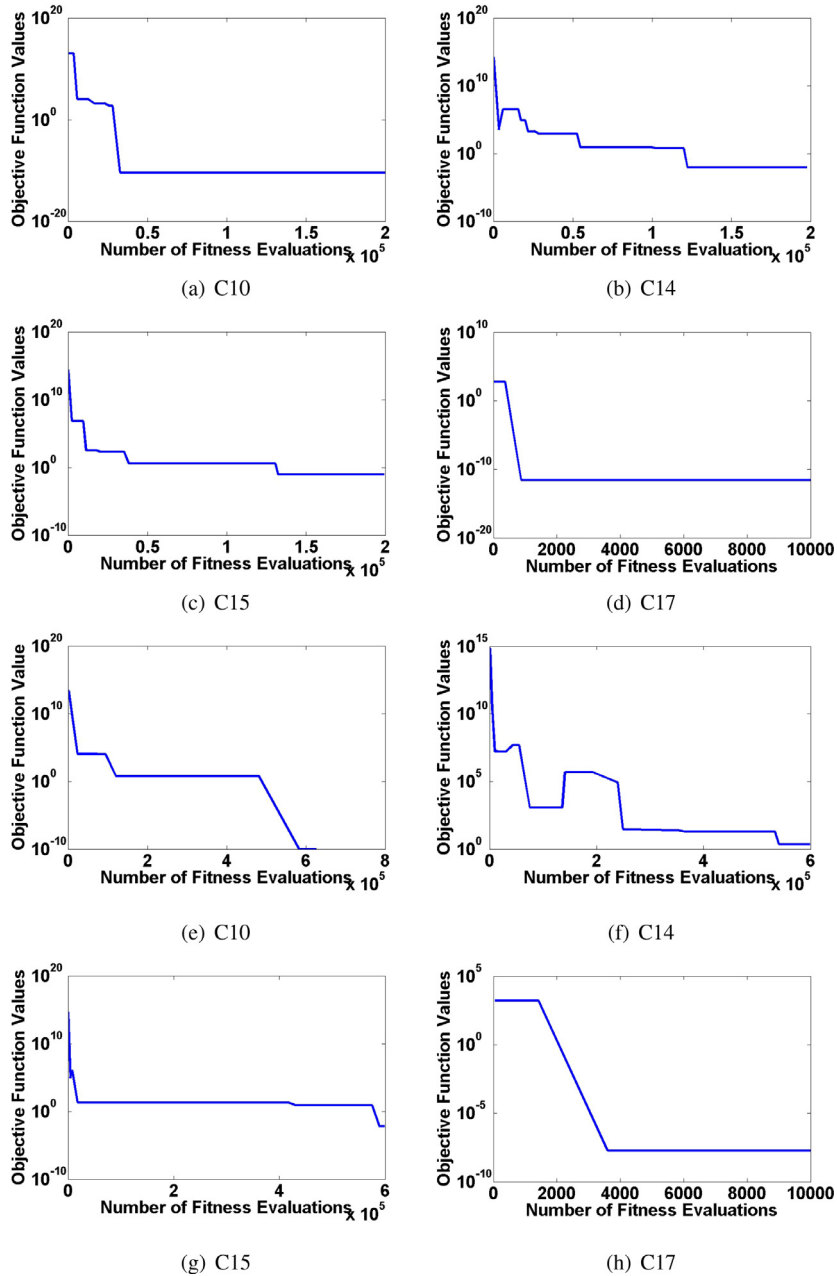 Objective Function Values
10^20
10^0
10^-20
0 0.5 1 1.5 2
Number of Fitness Evaluations
x 10^5
(a) C10
Objective Function Values
10^20
10^10
10^0
10^-10
0 0.5 1 1.5 2
Number of Fitness Evaluation
x 10^5
(b) C14
Objective Function Values
10^20
10^10
10^0
10^-10
0 0.5 1 1.5 2
Number of Fitness Evaluations
x 10^5
(c) C15
Objective Function Values
10^10
10^0
10^-10
10^-20
0 2000 4000 6000 8000 10000
Number of Fitness Evaluations
(d) C17
Objective Function Value
10^20
10^10
10^0
10^-10
0 2 4 6 8
Number of Fitness Evaluations
x 10^5
(e) C10
Objective Function Values
10^15
10^10
10^5
10^0
0 2 4 6
Number of Fitness Evaluations
x 10^5
(f) C14
Objective Function Values
10^20
10^10
10^0
10^-10
0 2 4 6
Number of Fitness Evaluations
x 10^5
(g) C15
Objective Function Values
10^5
10^0
10^-5
10^-10
0 2000 4000 6000 8000 10000
Number of Fitness Evaluations
(h) C17